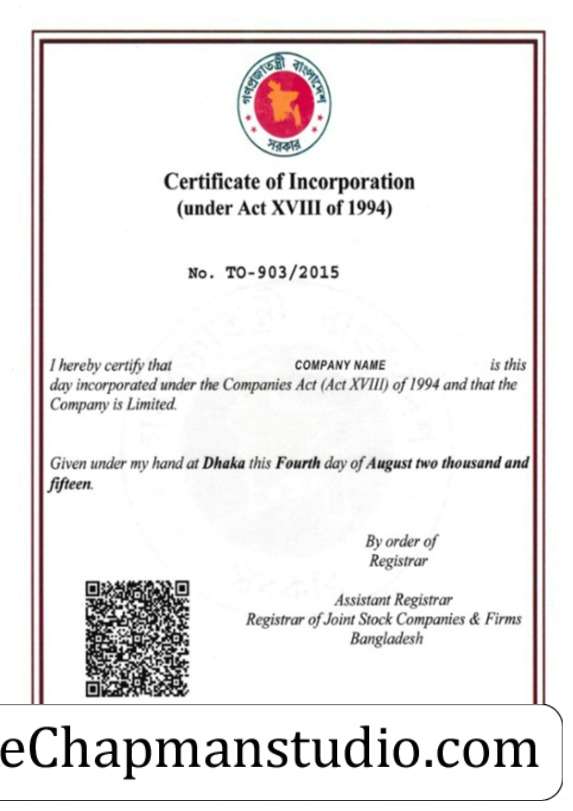 গণপ্রজাতন্ত্রী বাংলাদেশ
সরকার
Certificate of Incorporation
(under Act XVIII of 1994)
No. TO-903/2015
I hereby certify that COMPANY NAME is this
day incorporated under the Companies Act (Act XVIII) of 1994 and that the
Company is Limited.
Given under my hand at Dhaka this Fourth day of August two thousand and
fifteen.
By order of
Registrar
Assistant Registrar
Registrar of Joint Stock Companies & Firms
Bangladesh
eChapmanstudio.com